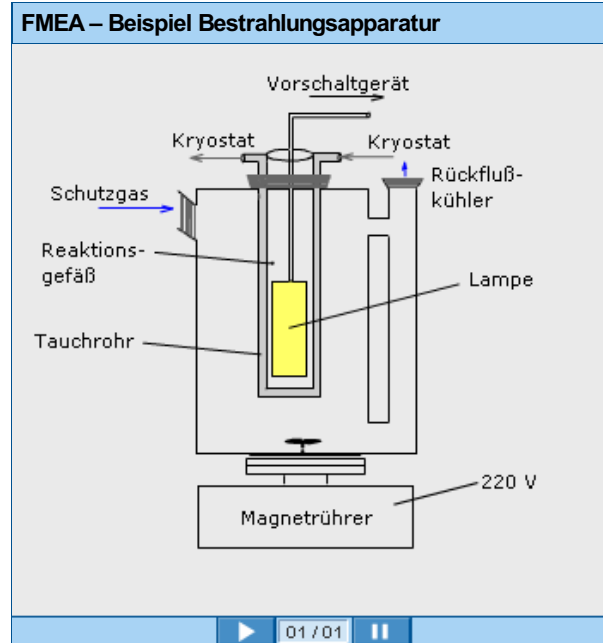 FMEA – Beispiel Bestrahlungsapparatur
Vorschaltgerät
Kryostat
Kryostat
Rückfluß-
kühler
Schutzgas
Reaktions-
gefäß
Lampe
Tauchrohr
220 V
Magnetrührer
01/01